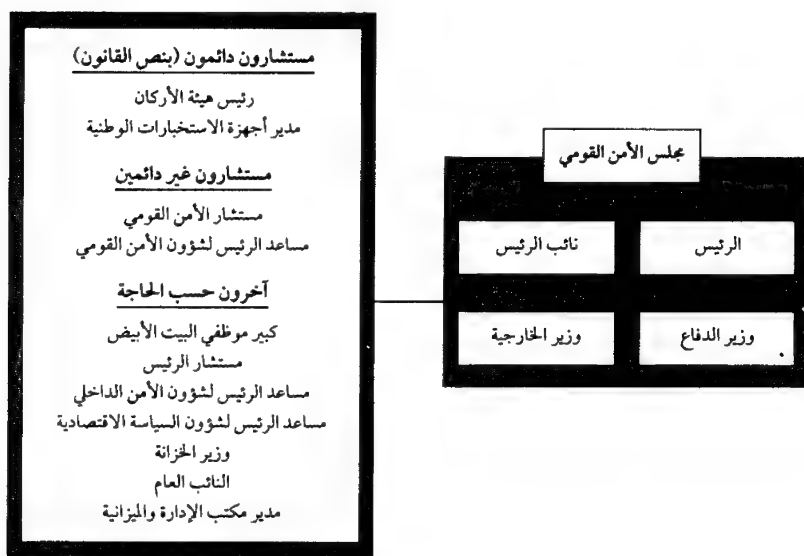 مجلس الأمن القومي
الرئيس
نائب الرئيس
وزير الدفاع
وزير الخارجية
مستشارون دائمون (بنص القانون)
رئيس هيئة الأركان
مدير أجهزة الاستخبارات الوطنية
مستشارون غير دائمين
مستشار الأمن القومي
مساعد الرئيس لشؤون الأمن القومي
آخرون حسب الحاجة
كبير موظفي البيت الأبيض
مستشار الرئيس
مساعد الرئيس لشؤون الأمن الداخلي
مساعد الرئيس لشؤون السياسة الاقتصادية
وزير الخزانة
النائب العام
مدير مكتب الإدارة والميزانية